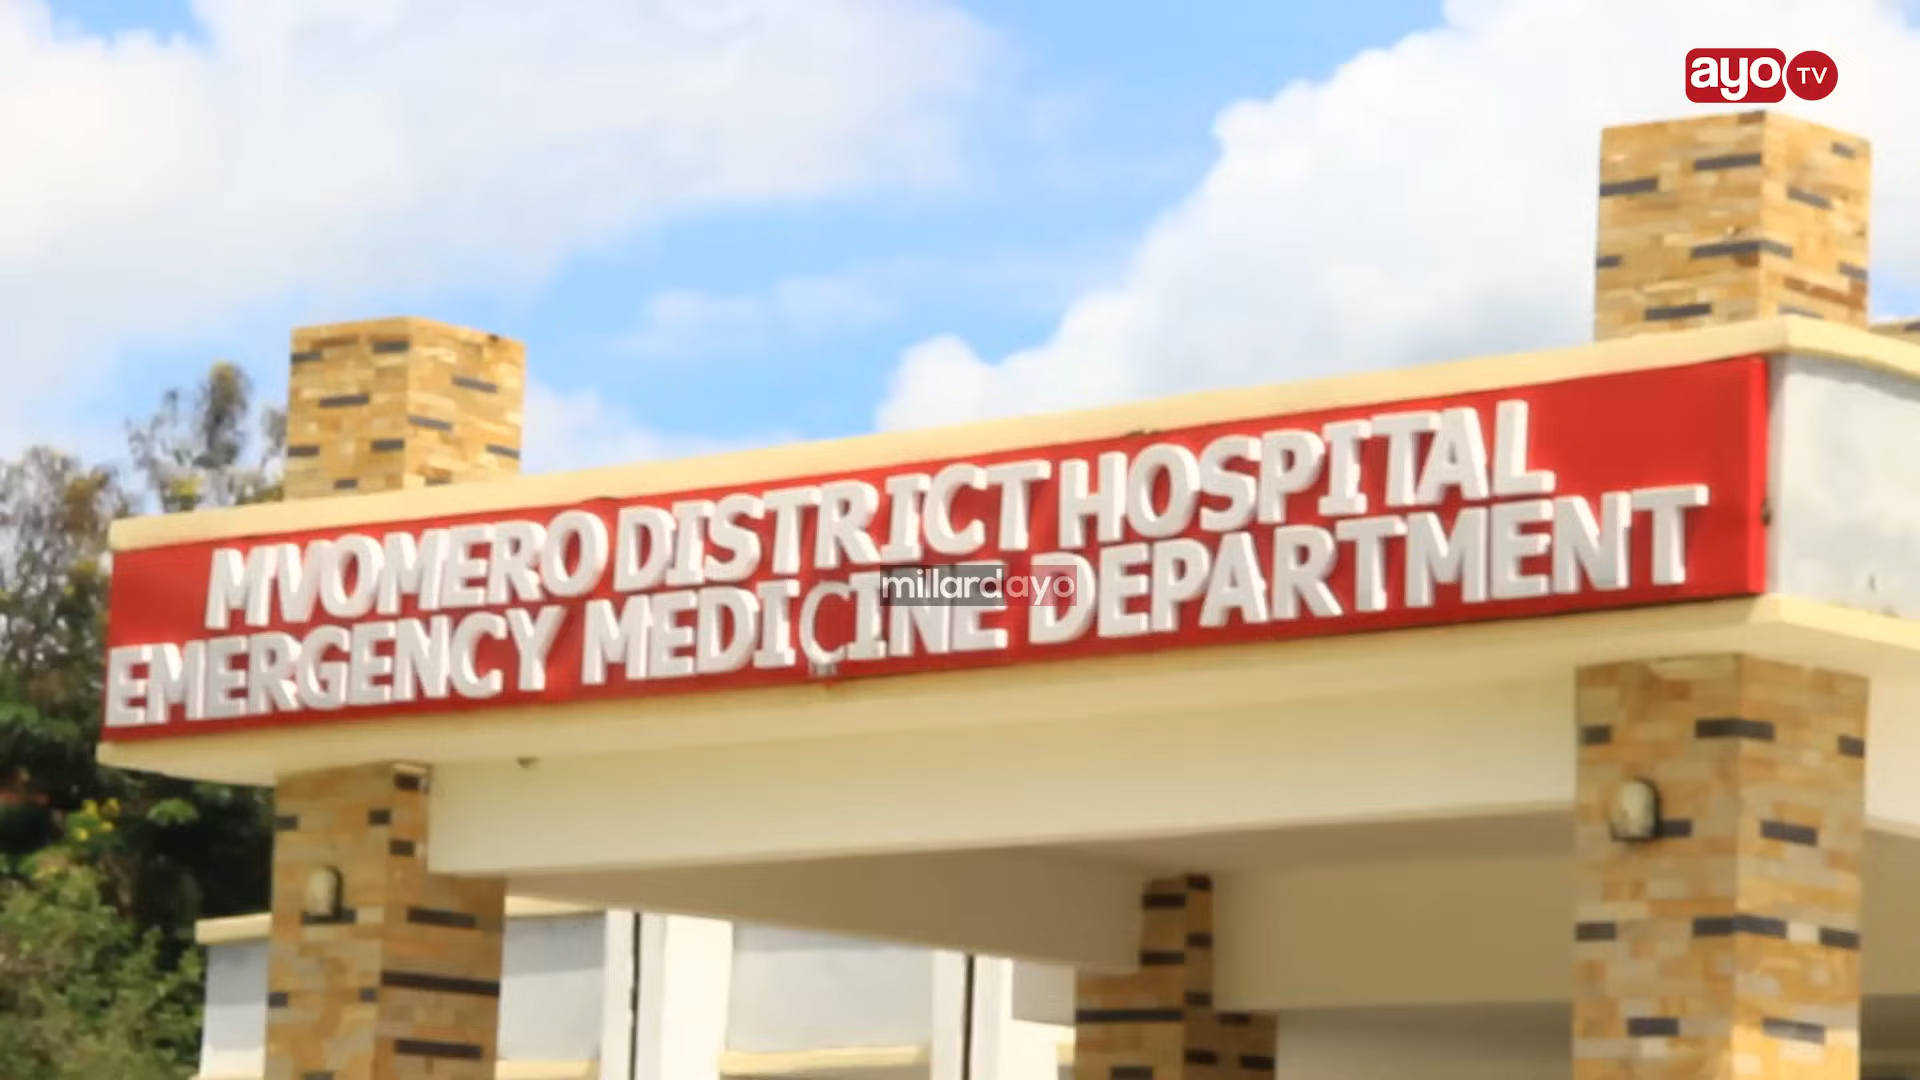 ayo TV
MVOMERO DISTRICT HOSPITAL
EMERGENCY MEDICINE DEPARTMENT
millardayo